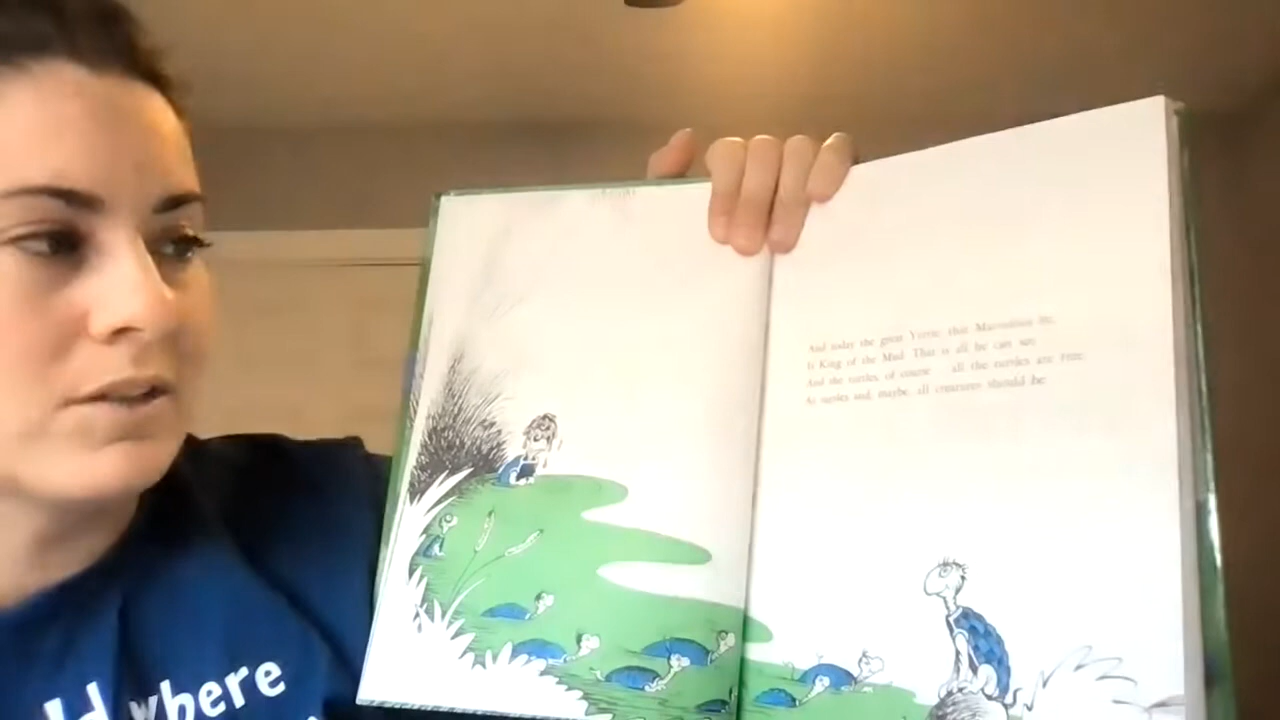 ld where
And today the great Yertle, that Marvelous he,
Is King of the Mud. That is all he can see.
And the turtles, of course . . . all the turtles are free
As turtles and, maybe, all creatures should be.